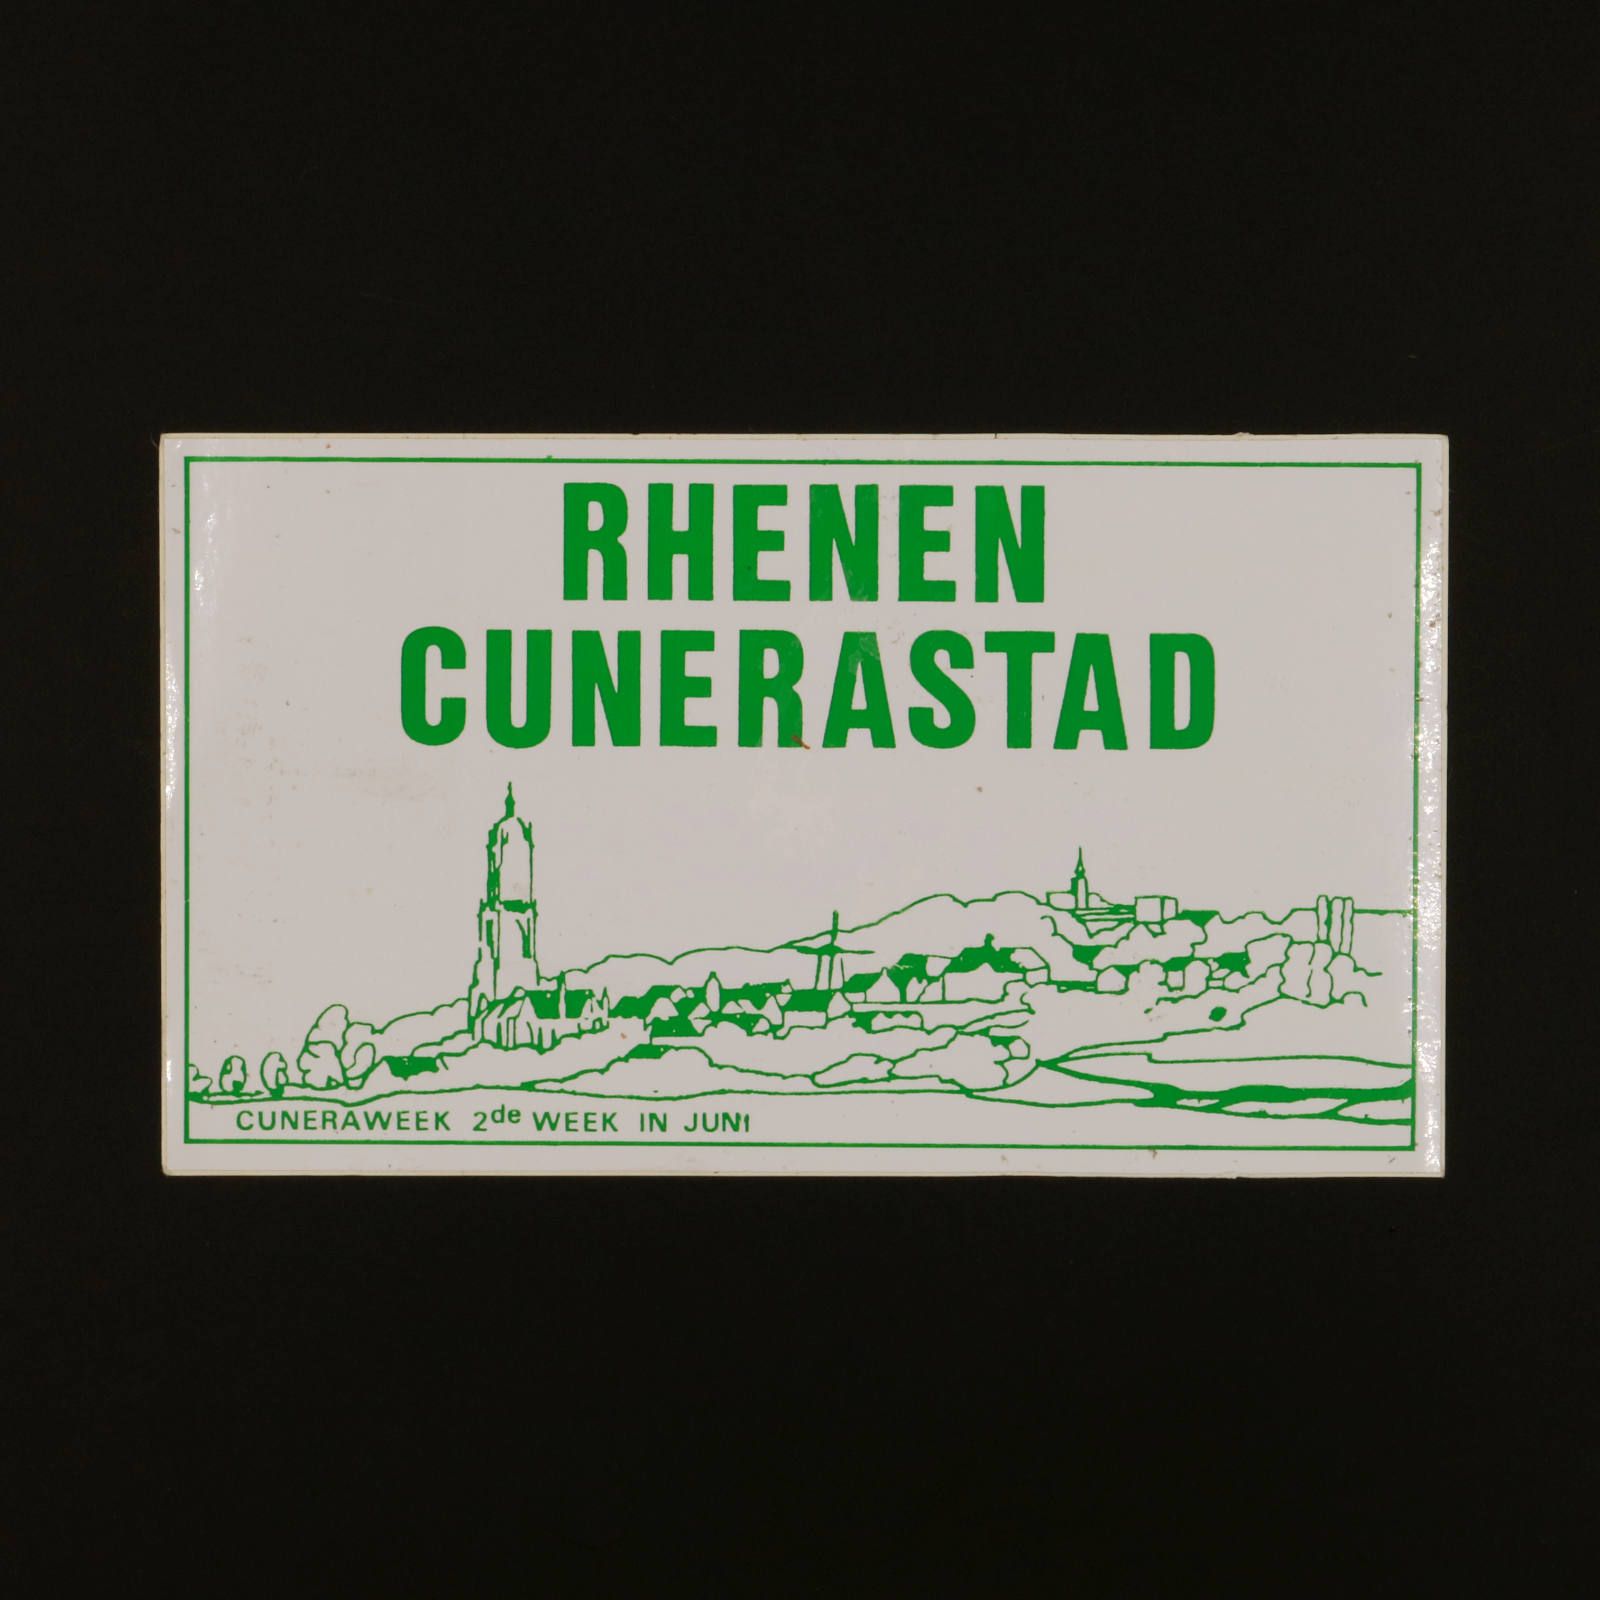 RHENEN
CUNERASTAD
CUNERAWEEK 2de WEEK IN JUNI